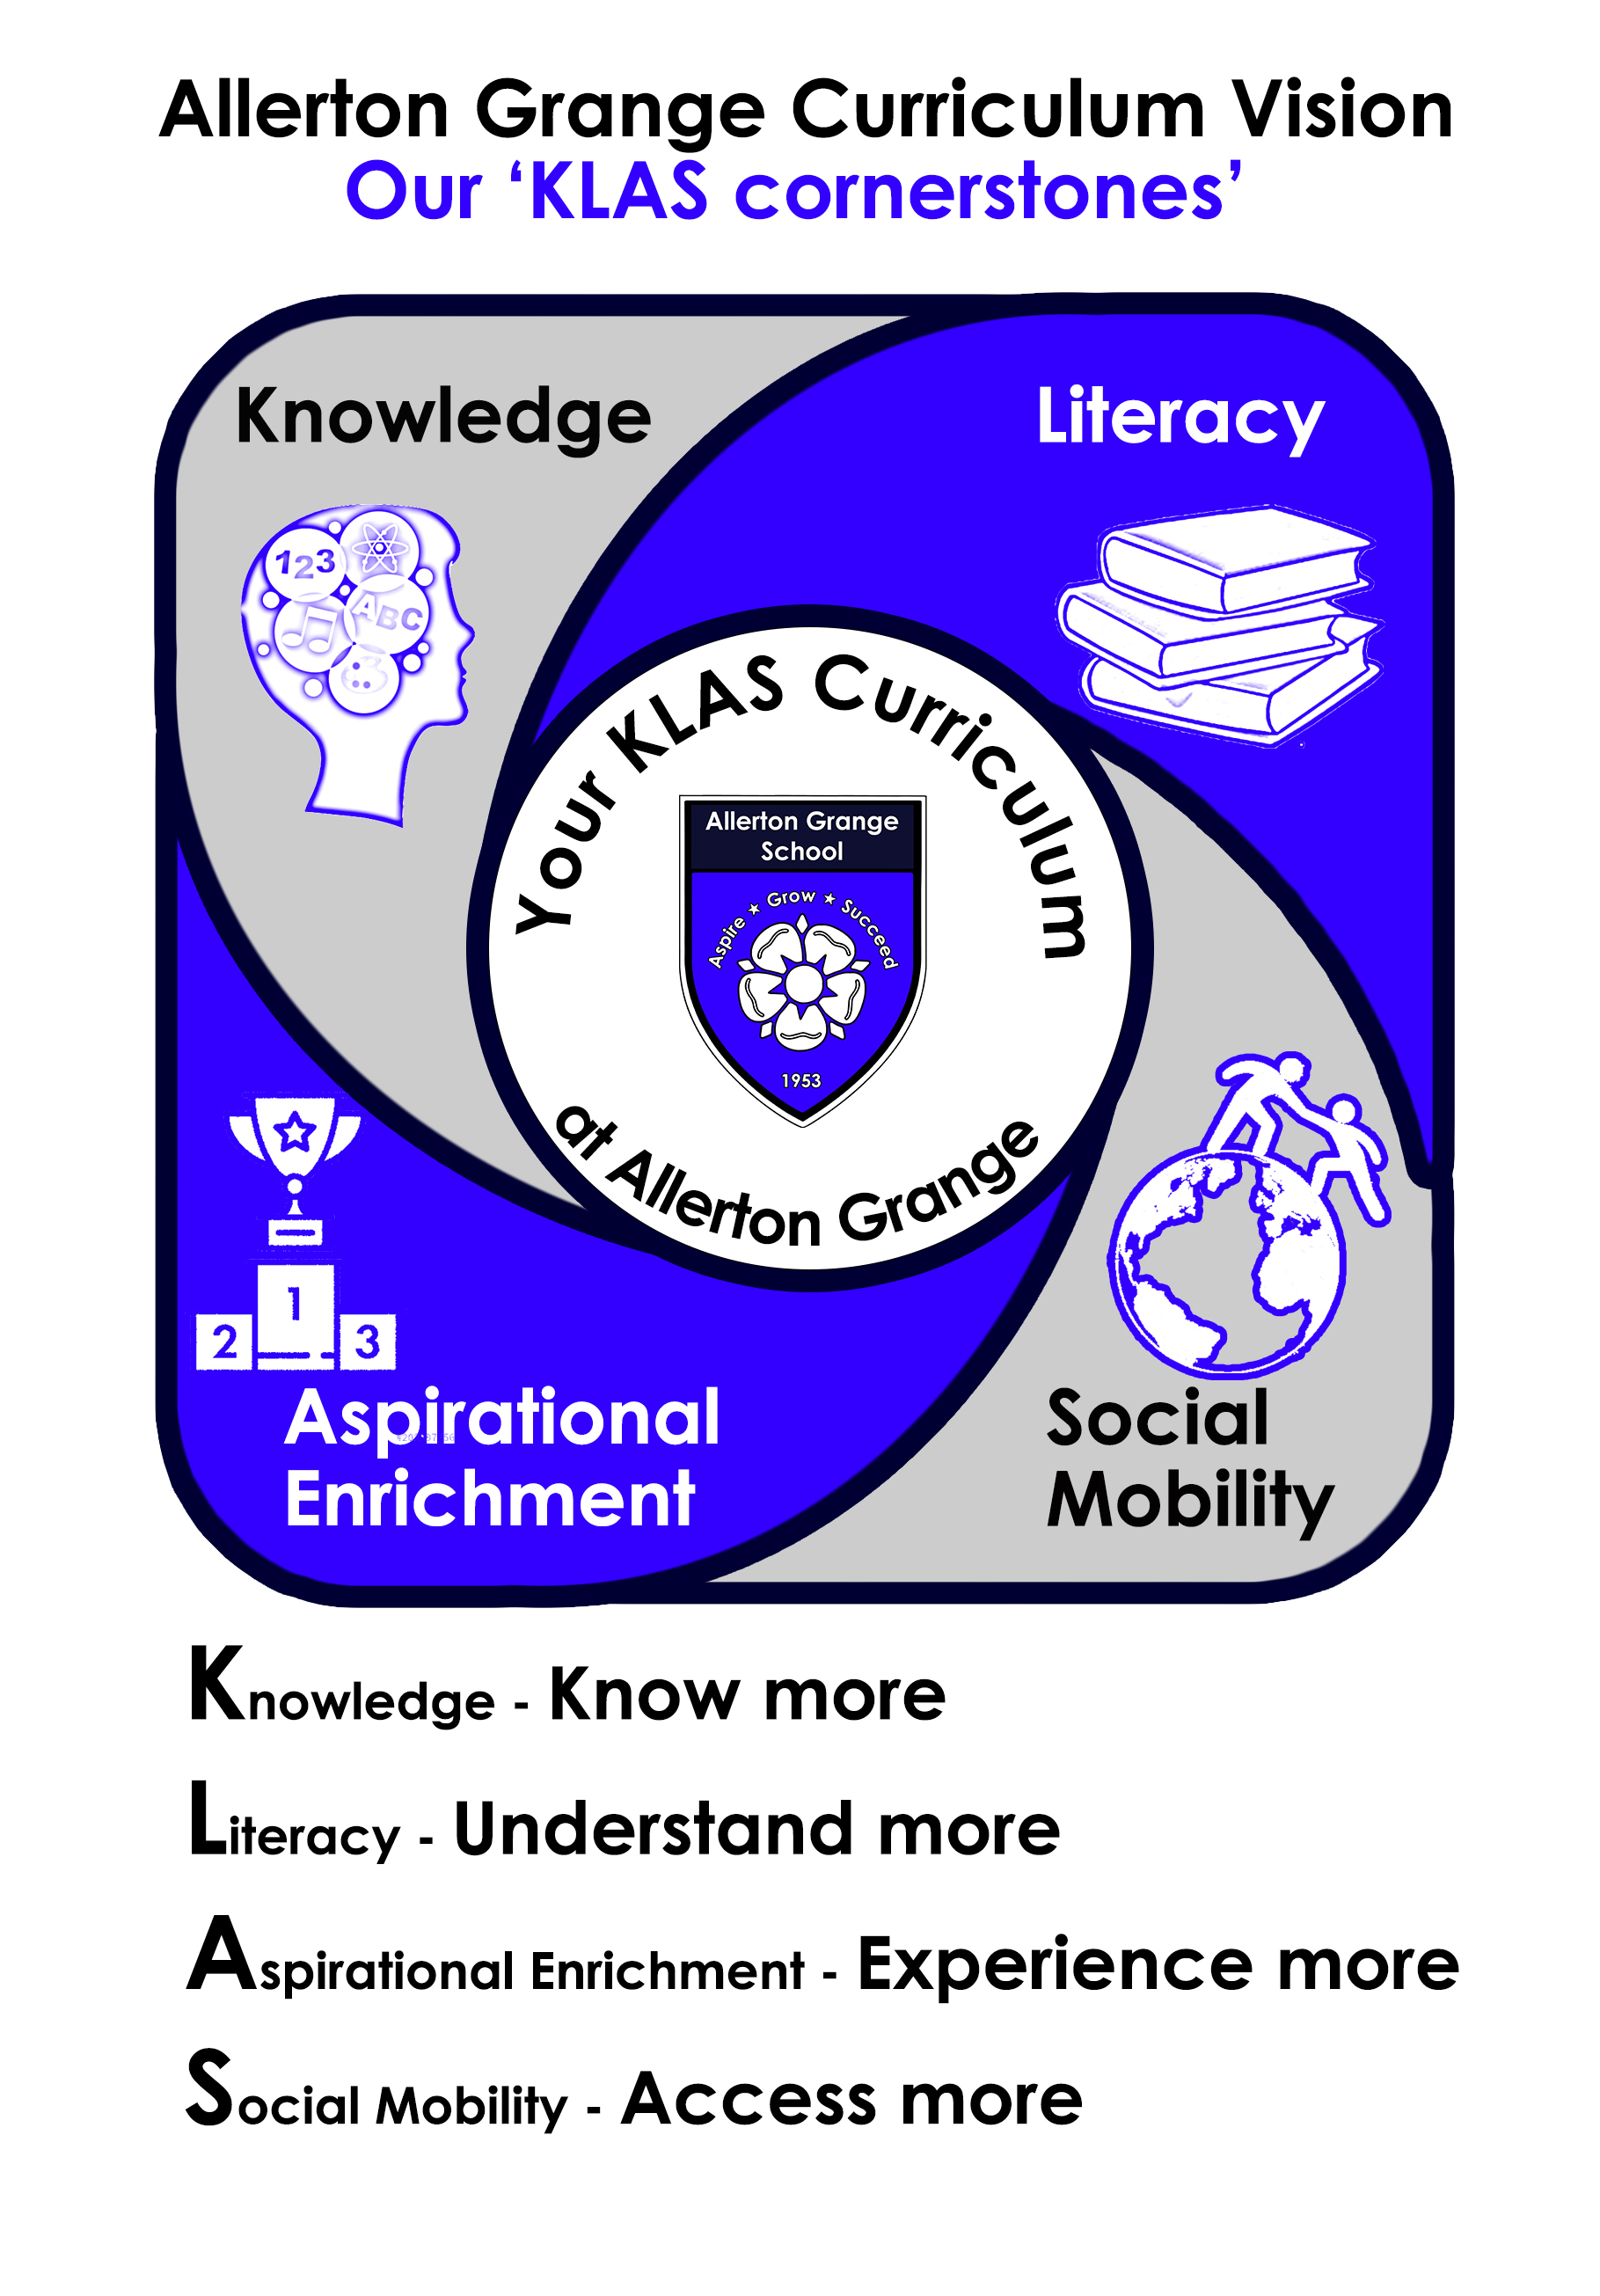 Allerton Grange Curriculum Vision
Our ‘KLAS cornerstones’
Knowledge
Literacy
123
ABC
Your KLAS Curriculum
Allerton Grange
School
Aspire ★ Grow ★ Succeed
1953
at Allerton Grange
1
2
3
Aspirational
Enrichment
Social
Mobility
Knowledge - Know more
Literacy - Understand more
Aspirational Enrichment - Experience more
Social Mobility - Access more